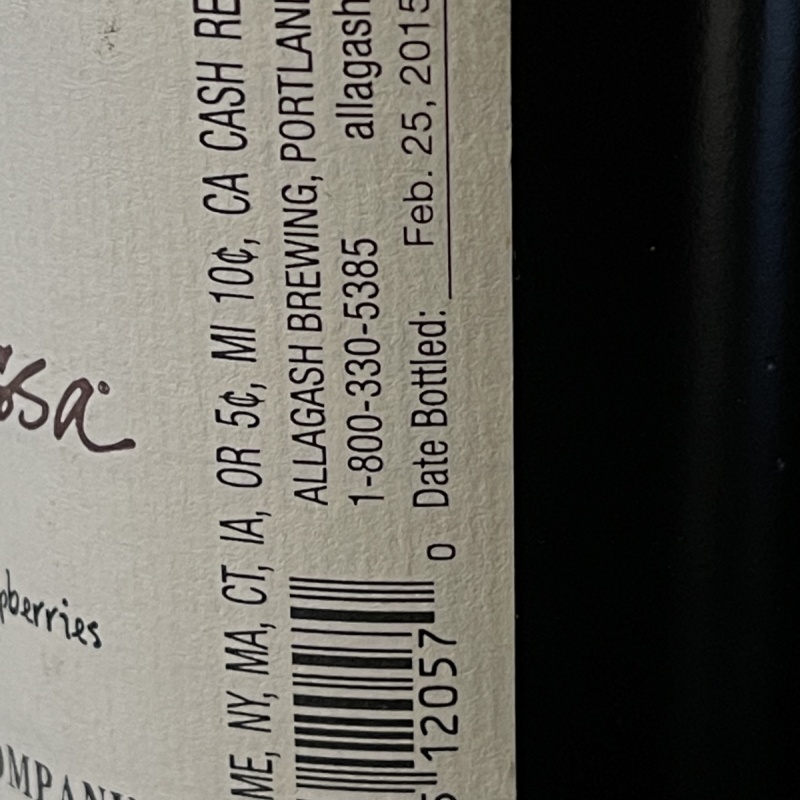 ME, NY, MA, CT, IA, OR 5¢, MI 10¢, CA CASH RE
ALLAGASH BREWING, PORTLAN
1-800-330-5385 allagash
Date Bottled: Feb. 25, 2015
12057 0
ssa
pberries
OMPAN